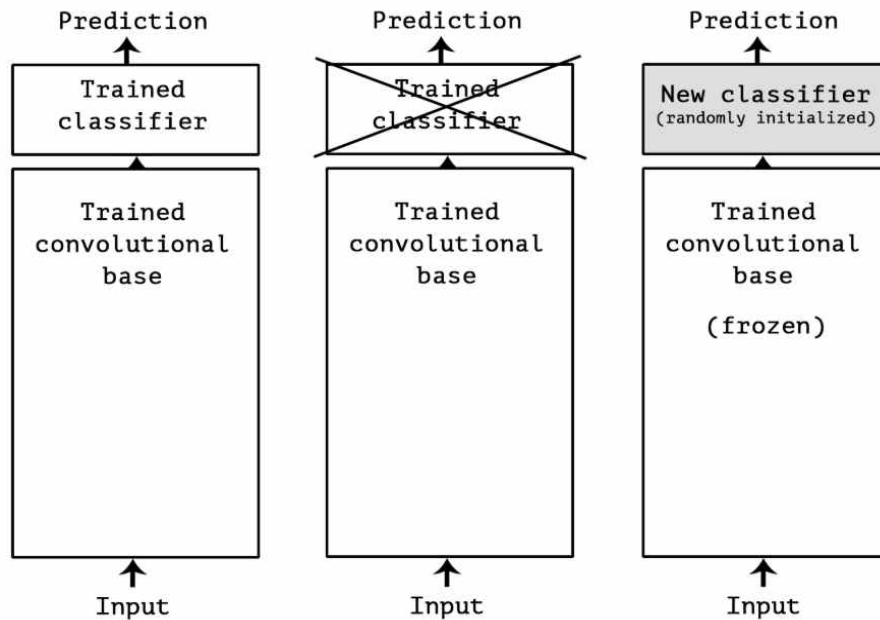 Prediction
Trained
classifier
Trained
convolutional
base
Input
Prediction
Trained
classifier
Trained
convolutional
base
Input
Prediction
New classifier
(randomly initialized)
Trained
convolutional
base
(frozen)
Input